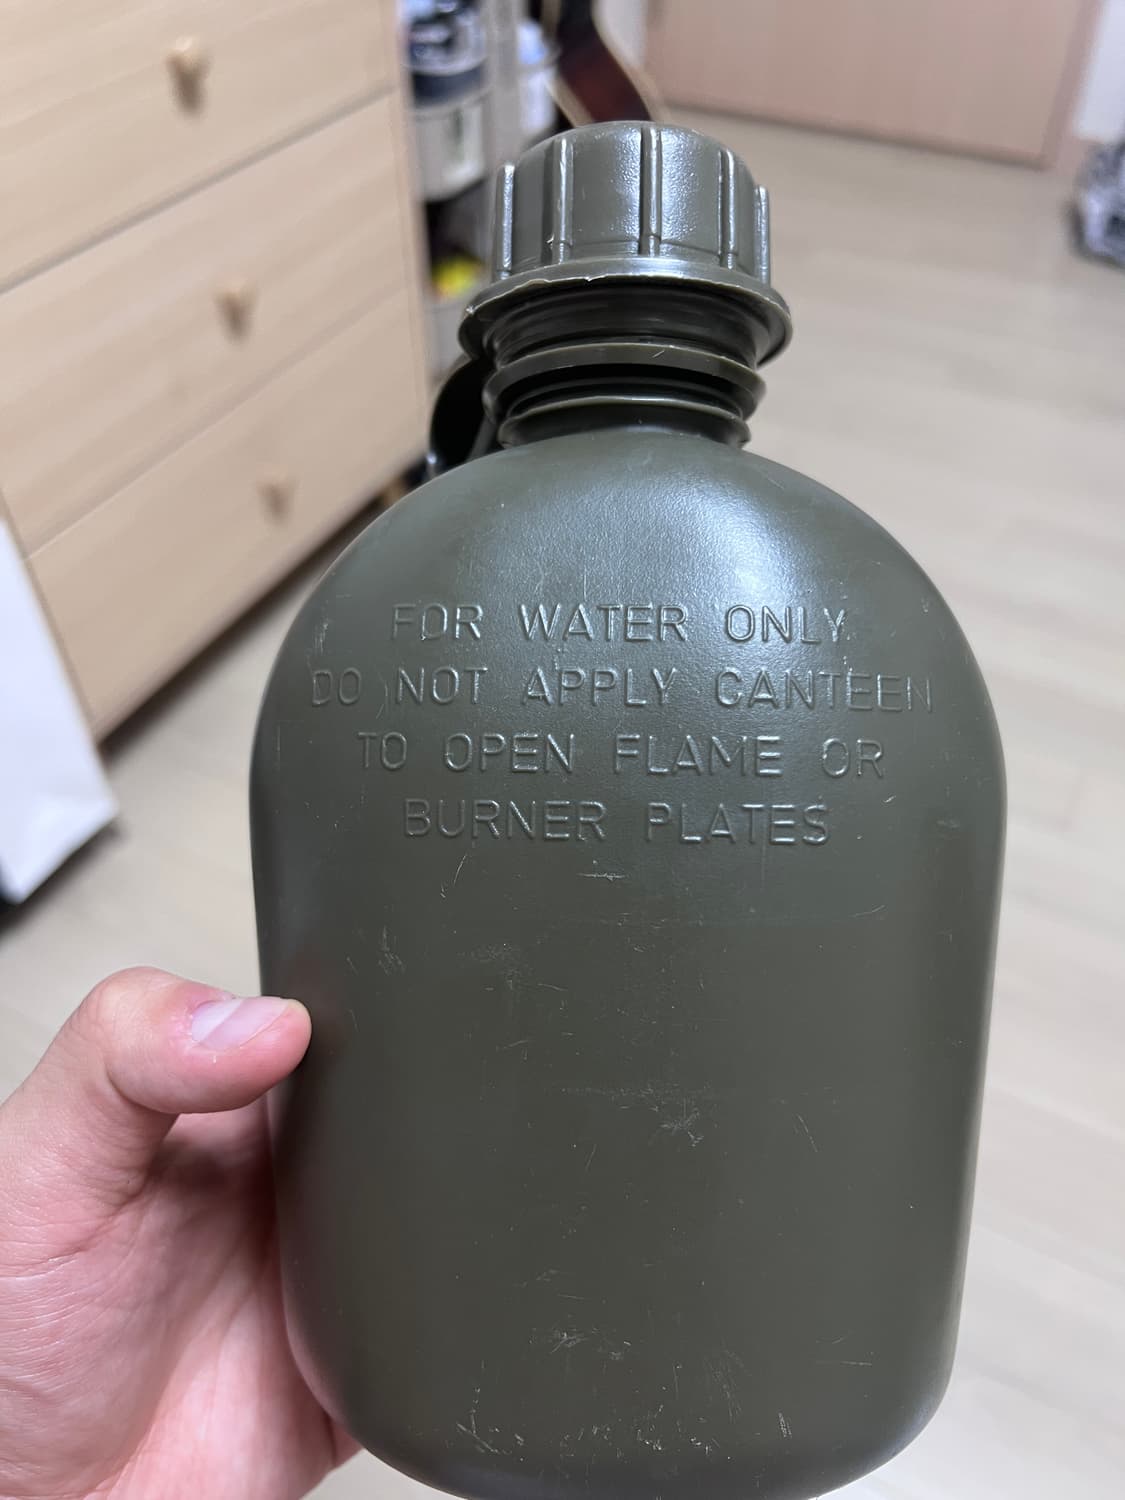 FOR WATER ONLY
DO NOT APPLY CANTEEN
TO OPEN FLAME OR
BURNER PLATES